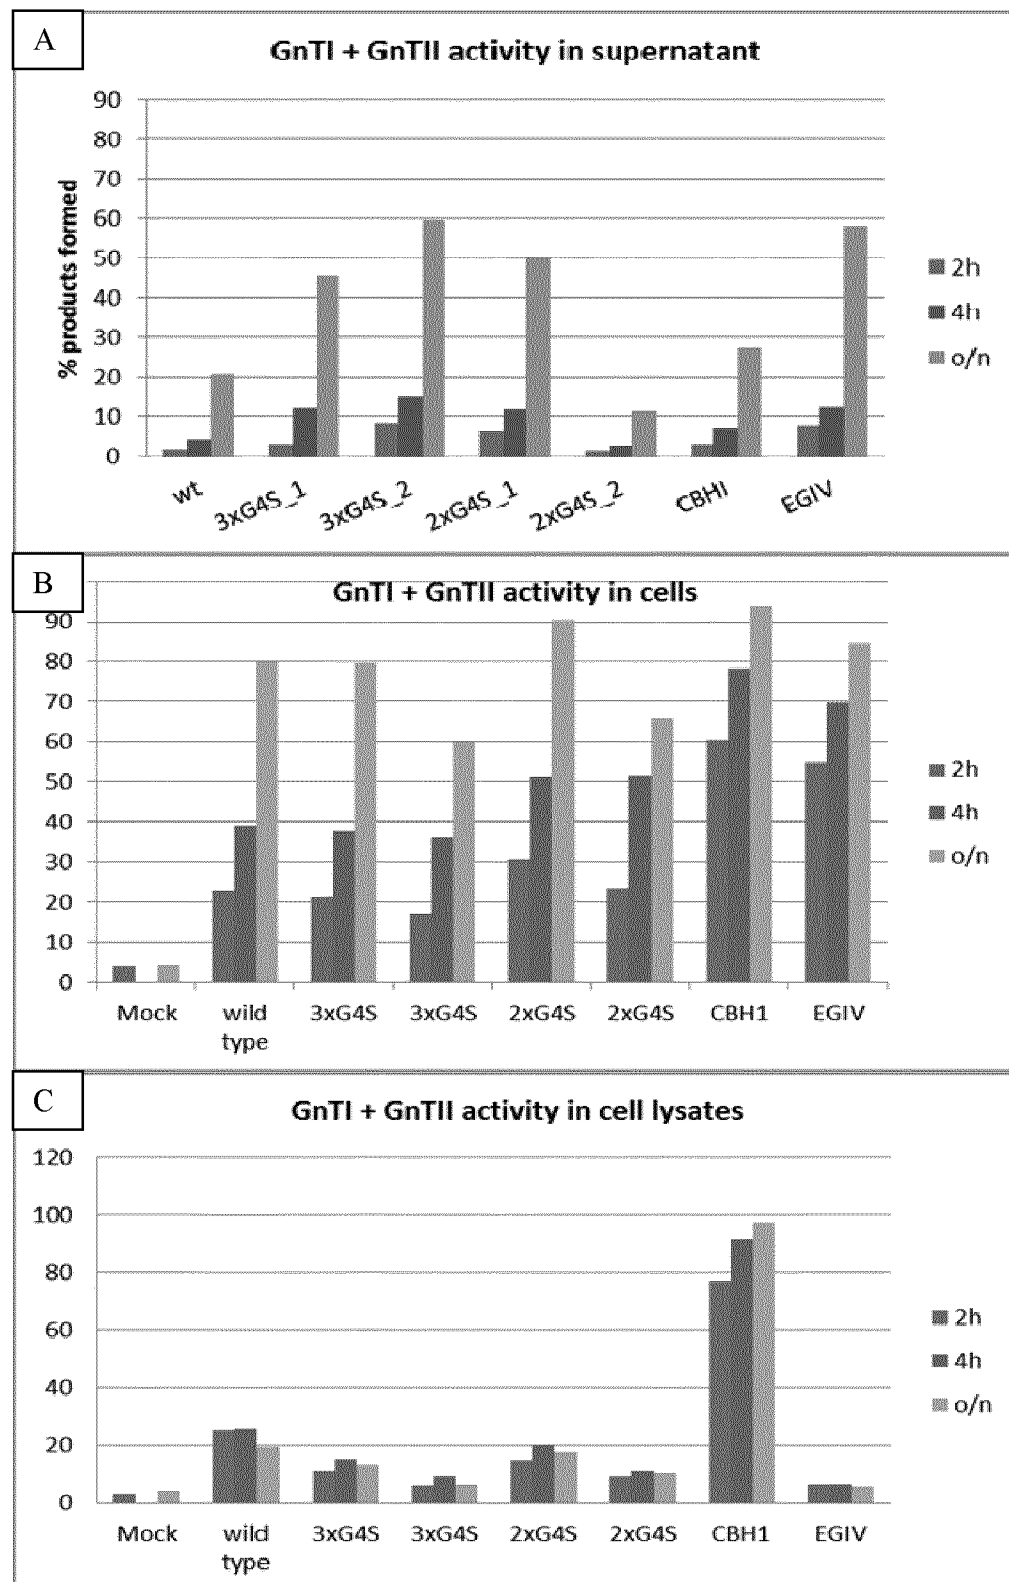 A
GnTI + GnTII activity in supernatant
% products formed
90
80
70
60
50
40
30
20
10
0
wt
3xG4S_1
3xG4S_2
2xG4S_1
2xG4S_2
CBHI
EGIV
2h
4h
o/n
B
GnTI + GnTII activity in cells
90
80
70
60
50
40
30
20
10
0
Mock
wild
type
3xG4S
3xG4S
2xG4S
2xG4S
CBH1
EGIV
2h
4h
o/n
C
GnTI + GnTII activity in cell lysates
120
100
80
60
40
20
0
Mock
wild
type
3xG4S
3xG4S
2xG4S
2xG4S
CBH1
EGIV
2h
4h
o/n